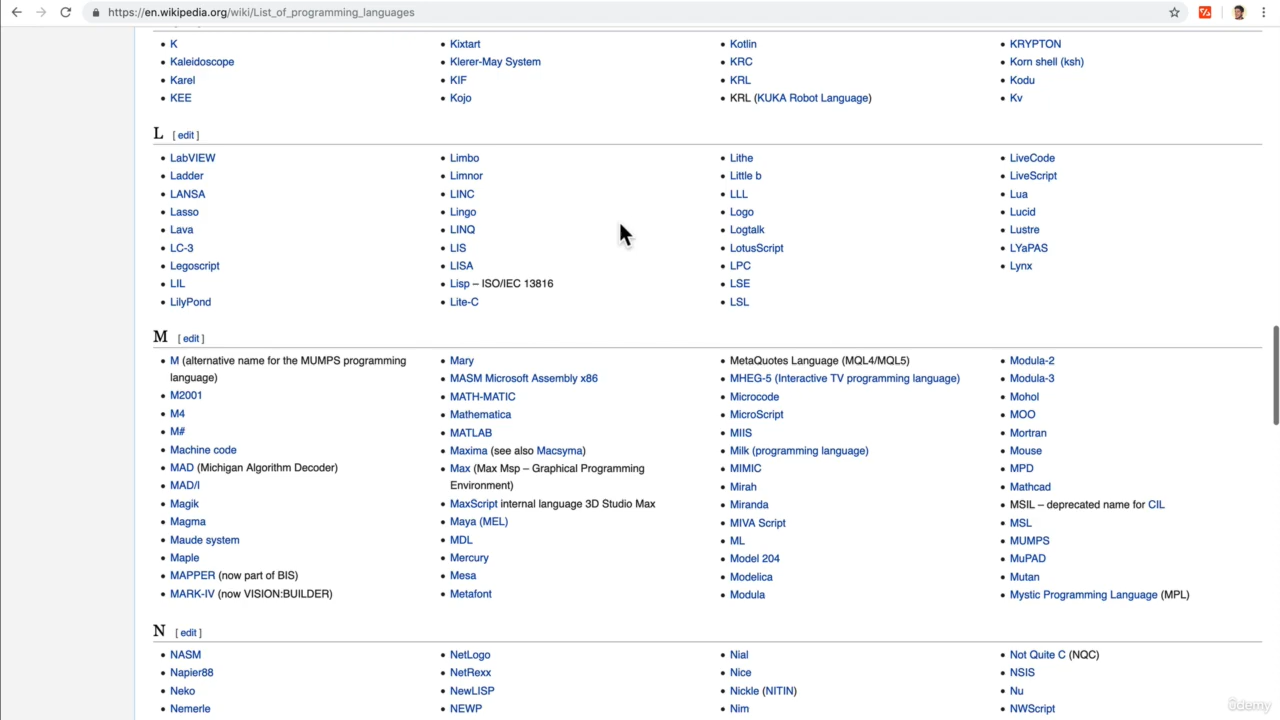 https://en.wikipedia.org/wiki/List_of_programming_languages
K
Kaleidoscope
Karel
KEE
Kixtart
Klerer-May System
KIF
Kojo
Kotlin
KRC
KRL
KRL (KUKA Robot Language)
KRYPTON
Korn shell (ksh)
Kodu
Kv
L [ edit ]
LabVIEW
Ladder
LANSA
Lasso
Lava
LC-3
Legoscript
LIL
LilyPond
Limbo
Limnor
LINC
Lingo
LINQ
LIS
LISA
Lisp – ISO/IEC 13816
Lite-C
Lithe
Little b
LLL
Logo
Logtalk
LotusScript
LPC
LSE
LSL
LiveCode
LiveScript
Lua
Lucid
Lustre
LYaPAS
Lynx
M [ edit ]
M (alternative name for the MUMPS programming
language)
M2001
M4
M#
Machine code
MAD (Michigan Algorithm Decoder)
MAD/I
Magik
Magma
Maude system
Maple
MAPPER (now part of BIS)
MARK-IV (now VISION:BUILDER)
Mary
MASM Microsoft Assembly x86
MATH-MATIC
Mathematica
MATLAB
Maxima (see also Macsyma)
Max (Max Msp – Graphical Programming
Environment)
MaxScript internal language 3D Studio Max
Maya (MEL)
MDL
Mercury
Mesa
Metafont
MetaQuotes Language (MQL4/MQL5)
MHEG-5 (Interactive TV programming language)
Microcode
MicroScript
MIIS
Milk (programming language)
MIMIC
Mirah
Miranda
MIVA Script
ML
Model 204
Modelica
Modula
Modula-2
Modula-3
Mohol
MOO
Mortran
Mouse
MPD
Mathcad
MSIL – deprecated name for CIL
MSL
MUMPS
MuPAD
Mutan
Mystic Programming Language (MPL)
N [ edit ]
NASM
Napier88
Neko
Nemerle
NetLogo
NetRexx
NewLISP
NEWP
Nial
Nice
Nickle (NITIN)
Nim
Not Quite C (NQC)
NSIS
Nu
NWScript
ûdemy